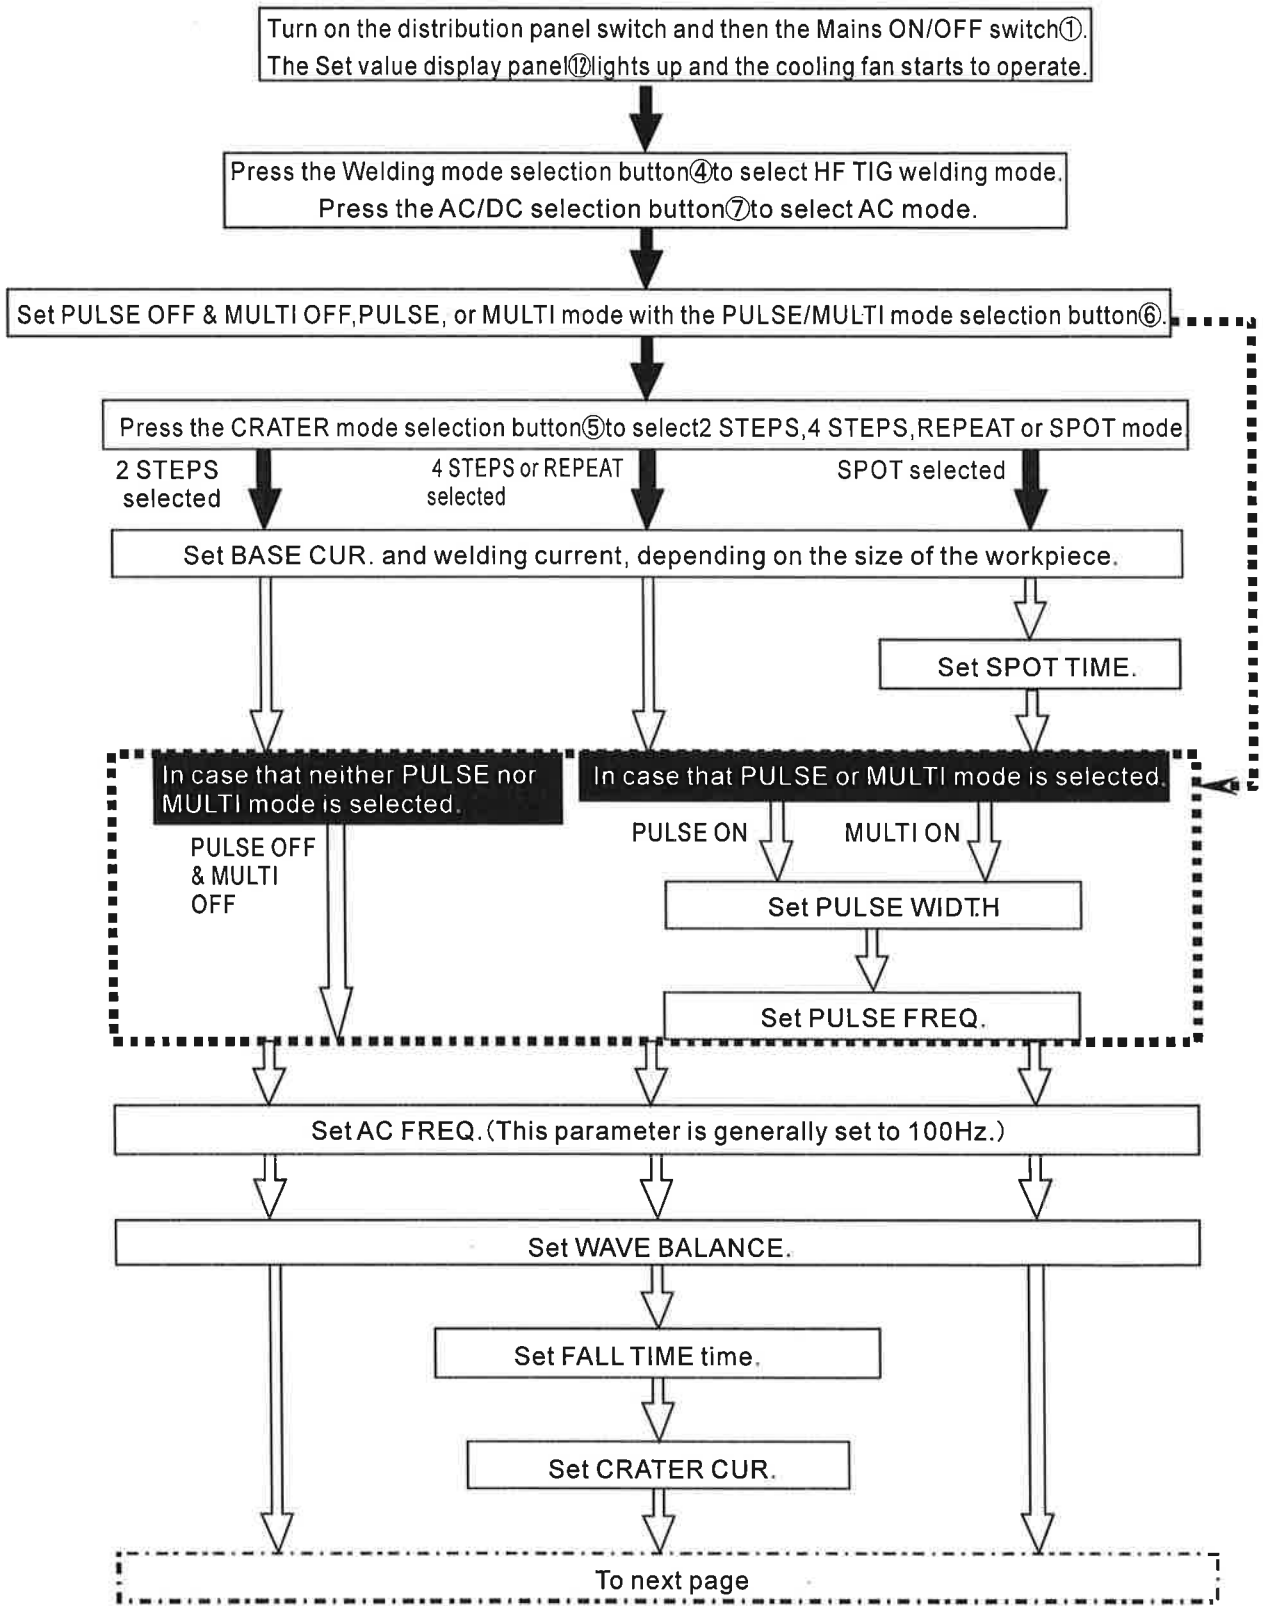 Turn on the distribution panel switch and then the Mains ON/OFF switch①.
The Set value display panel⑫lights up and the cooling fan starts to operate.
Press the Welding mode selection button④to select HF TIG welding mode.
Press the AC/DC selection button⑦to select AC mode.
Set PULSE OFF & MULTI OFF,PULSE, or MULTI mode with the PULSE/MULTI mode selection button⑥.
Press the CRATER mode selection button⑤to select2 STEPS,4 STEPS,REPEAT or SPOT mode
2 STEPS
selected
4 STEPS or REPEAT
selected
SPOT selected
Set BASE CUR. and welding current, depending on the size of the workpiece.
Set SPOT TIME.
In case that neither PULSE nor
MULTI mode is selected.
In case that PULSE or MULTI mode is selected.
PULSE OFF
& MULTI
OFF
PULSE ON
MULTI ON
Set PULSE WIDTH
Set PULSE FREQ.
Set AC FREQ.(This parameter is generally set to 100Hz.)
Set WAVE BALANCE.
Set FALL TIME time.
Set CRATER CUR.
To next page